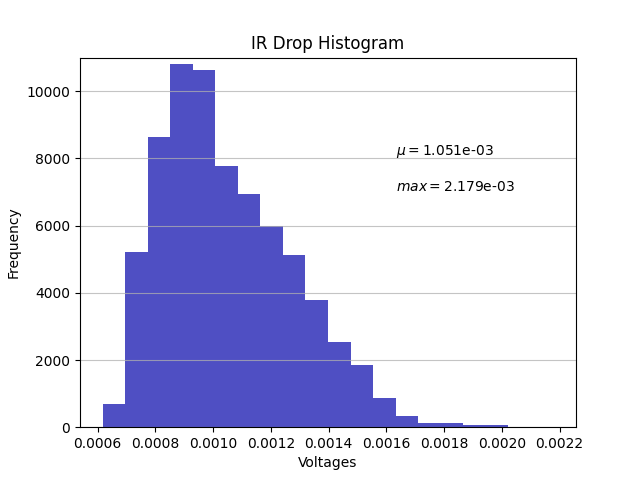 IR Drop Histogram
10000
8000
6000
4000
2000
0
Frequency
μ = 1.051e-03
max = 2.179e-03
0.0006 0.0008 0.0010 0.0012 0.0014 0.0016 0.0018 0.0020 0.0022
Voltages